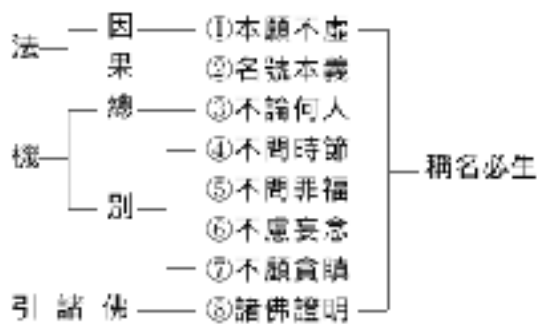 法 因 ①本願不虛
果 ②名號本義
機 總 ③不論何人
④不問時節
別 ⑤不問罪福
⑥不慮妄念
⑦不顧貪瞋
引諸佛 ⑧諸佛證明
稱名必生